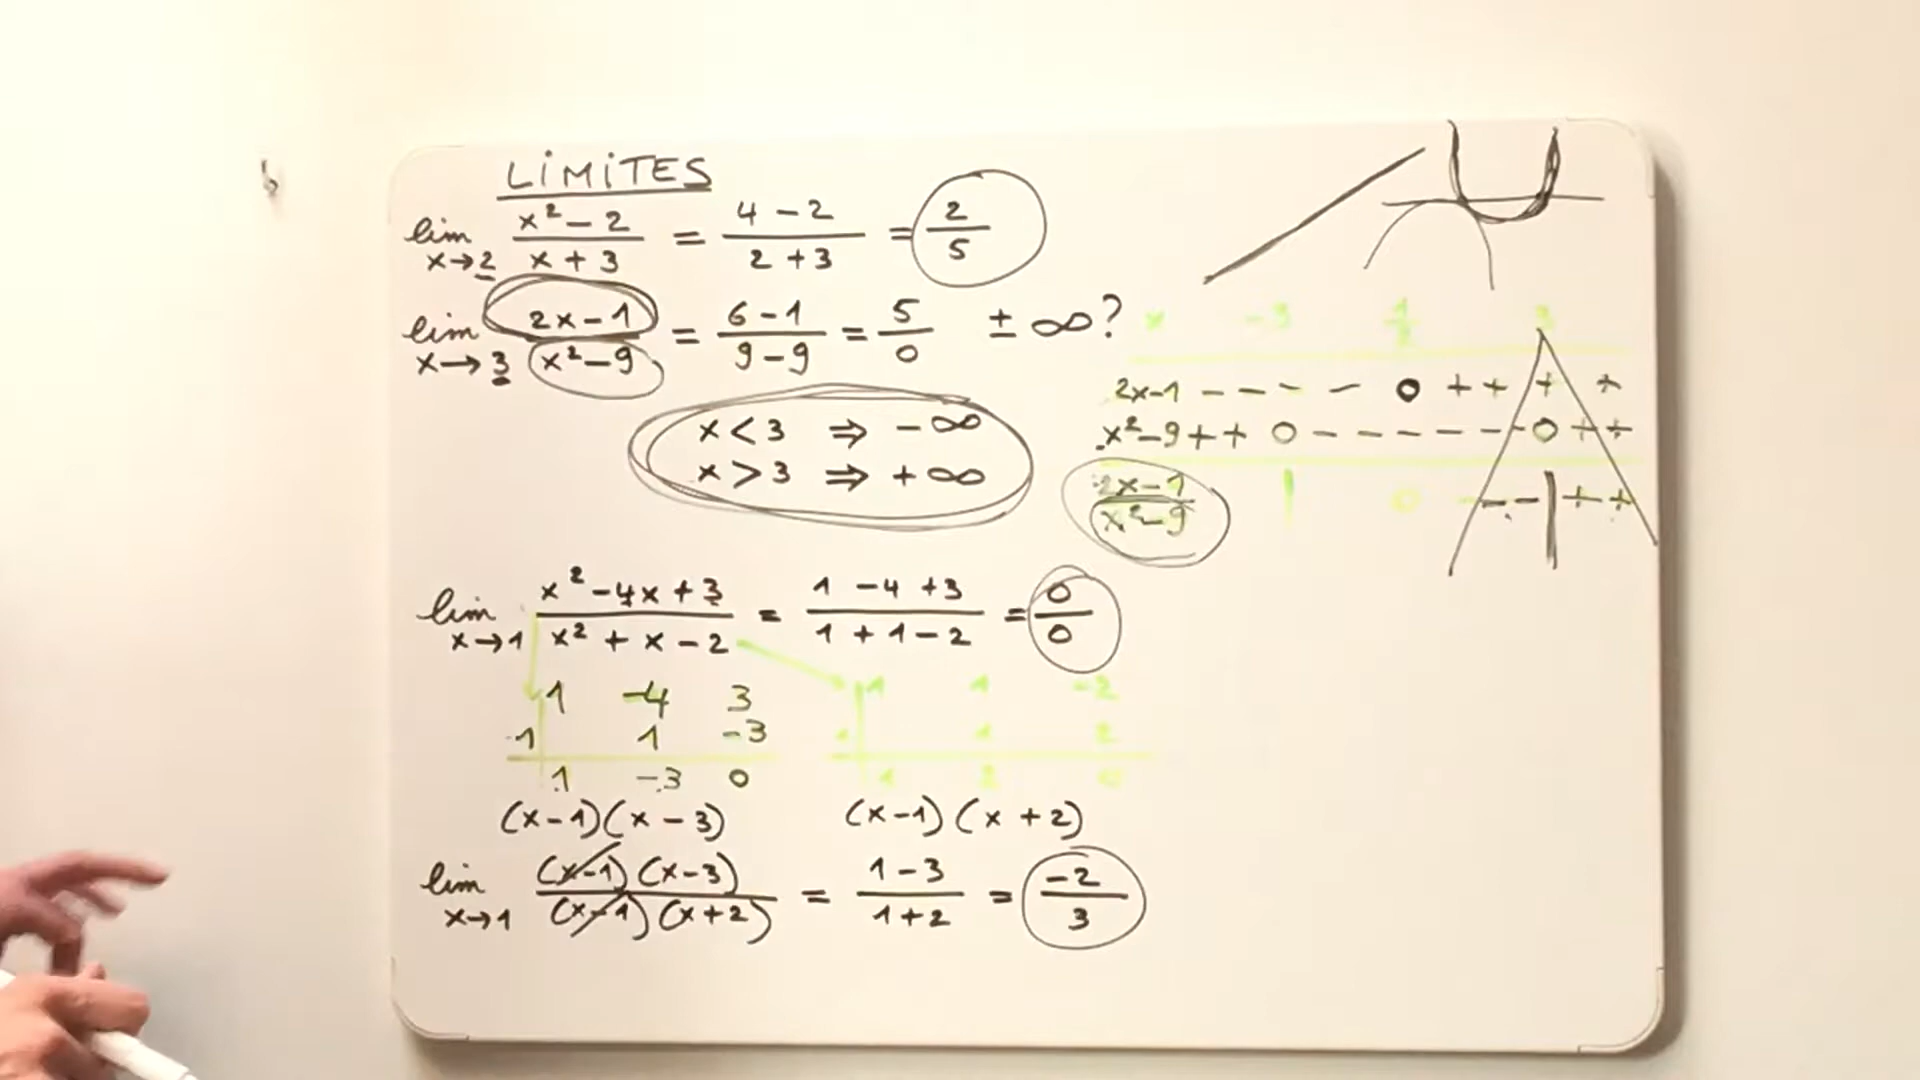 LiMiTES
lim x→2 (x² - 2)/(x + 3) = (4 - 2)/(2 + 3) = 2/5
lim x→3 (2x - 1)/(x² - 9) = (6 - 1)/(9 - 9) = 5/0 ± ∞?
x < 3 ⇒ - ∞
x > 3 ⇒ + ∞
x -3 1/2 3
2x-1 - - - - 0 + + + +
x²-9 + + 0 - - - - - - 0 + +
(2x-1)/(x²-9) | 0 - - - | + +
lim x→1 (x² - 4x + 3)/(x² + x - 2) = (1 - 4 + 3)/(1 + 1 - 2) = 0/0
1 -4 3
1 1 -3
1 -3 0
1 1 -2
1 1 2
1 2 0
(x-1)(x - 3) (x-1)(x + 2)
lim x→1 (x-1)(x-3)/(x-1)(x+2) = (1 - 3)/(1 + 2) = -2/3